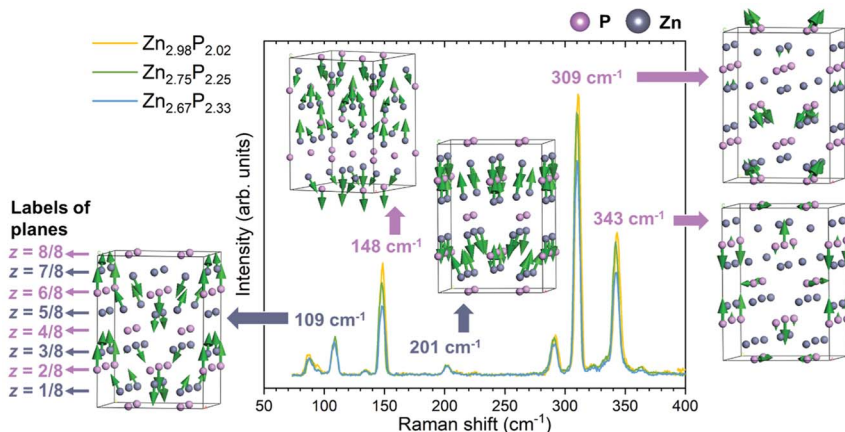 P Zn
Zn2.98P2.02
Zn2.75P2.25
Zn2.67P2.33
309 cm-1
343 cm-1
148 cm-1
201 cm-1
109 cm-1
Labels of
planes
z = 8/8
z = 7/8
z = 6/8
z = 5/8
z = 4/8
z = 3/8
z = 2/8
z = 1/8
Intensity (arb. units)
50 100 150 200 250 300 350 400
Raman shift (cm-1)